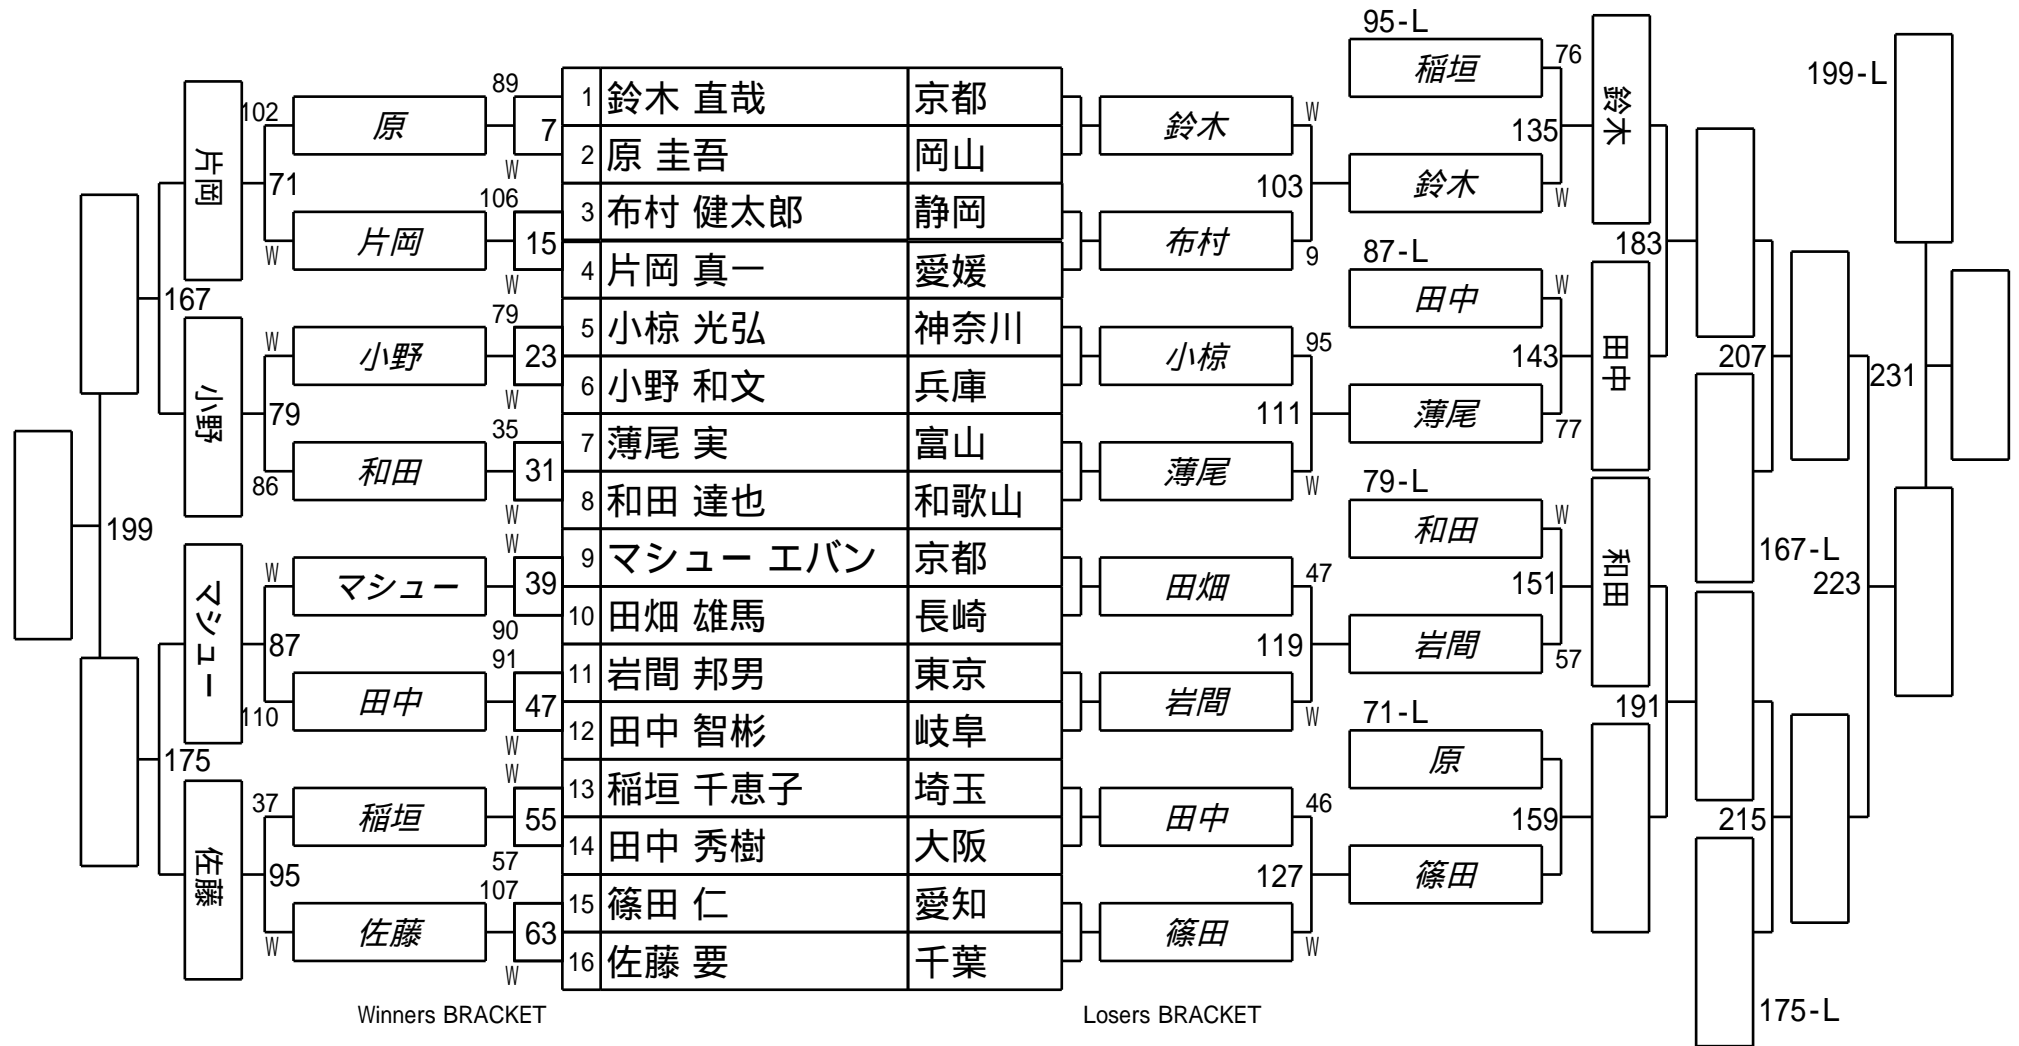 95-L
稲垣
76
鈴木
199-L
片岡
102
原
89
7
1 鈴木 直哉 京都
鈴木
W
135
2 原 圭吾 岡山
W
71
103
鈴木
W
106
3 布村 健太郎 静岡
片岡
15
布村
183
W
4 片岡 真一 愛媛
9
87-L
W
田中
W
167
79
5 小椋 光弘 神奈川
W
小野
23
小椋
95
143
田中
207
小野
6 小野 和文 兵庫
W
231
79
111
薄尾
77
35
7 薄尾 実 富山
和田
31
薄尾
86
8 和田 達也 和歌山
W
W
79-L
和田
W
199
W
9 マシュー エバン 京都
マシュー
W
マシュー
39
田畑
47
151
和田
167-L
10 田畑 雄馬 長崎
223
90
87
119
岩間
57
91
11 岩間 邦男 東京
田中
47
岩間
110
12 田中 智彬 岐阜
W
W
71-L
191
原
175
W
13 稲垣 千恵子 埼玉
37
稲垣
55
田中
46
159
215
14 田中 秀樹 大阪
57
佐藤
95
127
篠田
107
15 篠田 仁 愛知
佐藤
63
篠田
W
16 佐藤 要 千葉
W
W
175-L
Winners BRACKET
Losers BRACKET